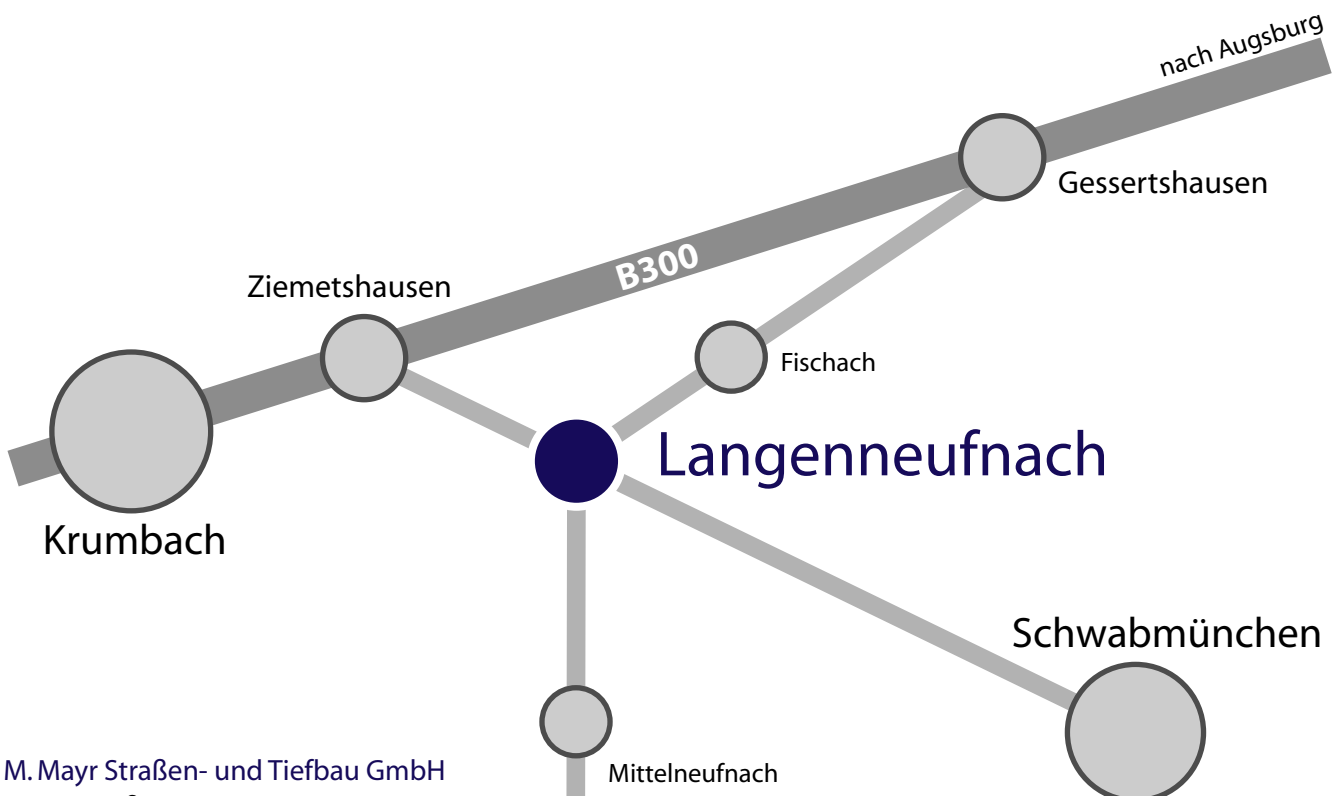 nach Augsburg
Gessertshausen
B300
Ziemetshausen
Fischach
Langenneufnach
Krumbach
Schwabmünchen
M. Mayr Straßen- und Tiefbau GmbH
Mittelneufnach